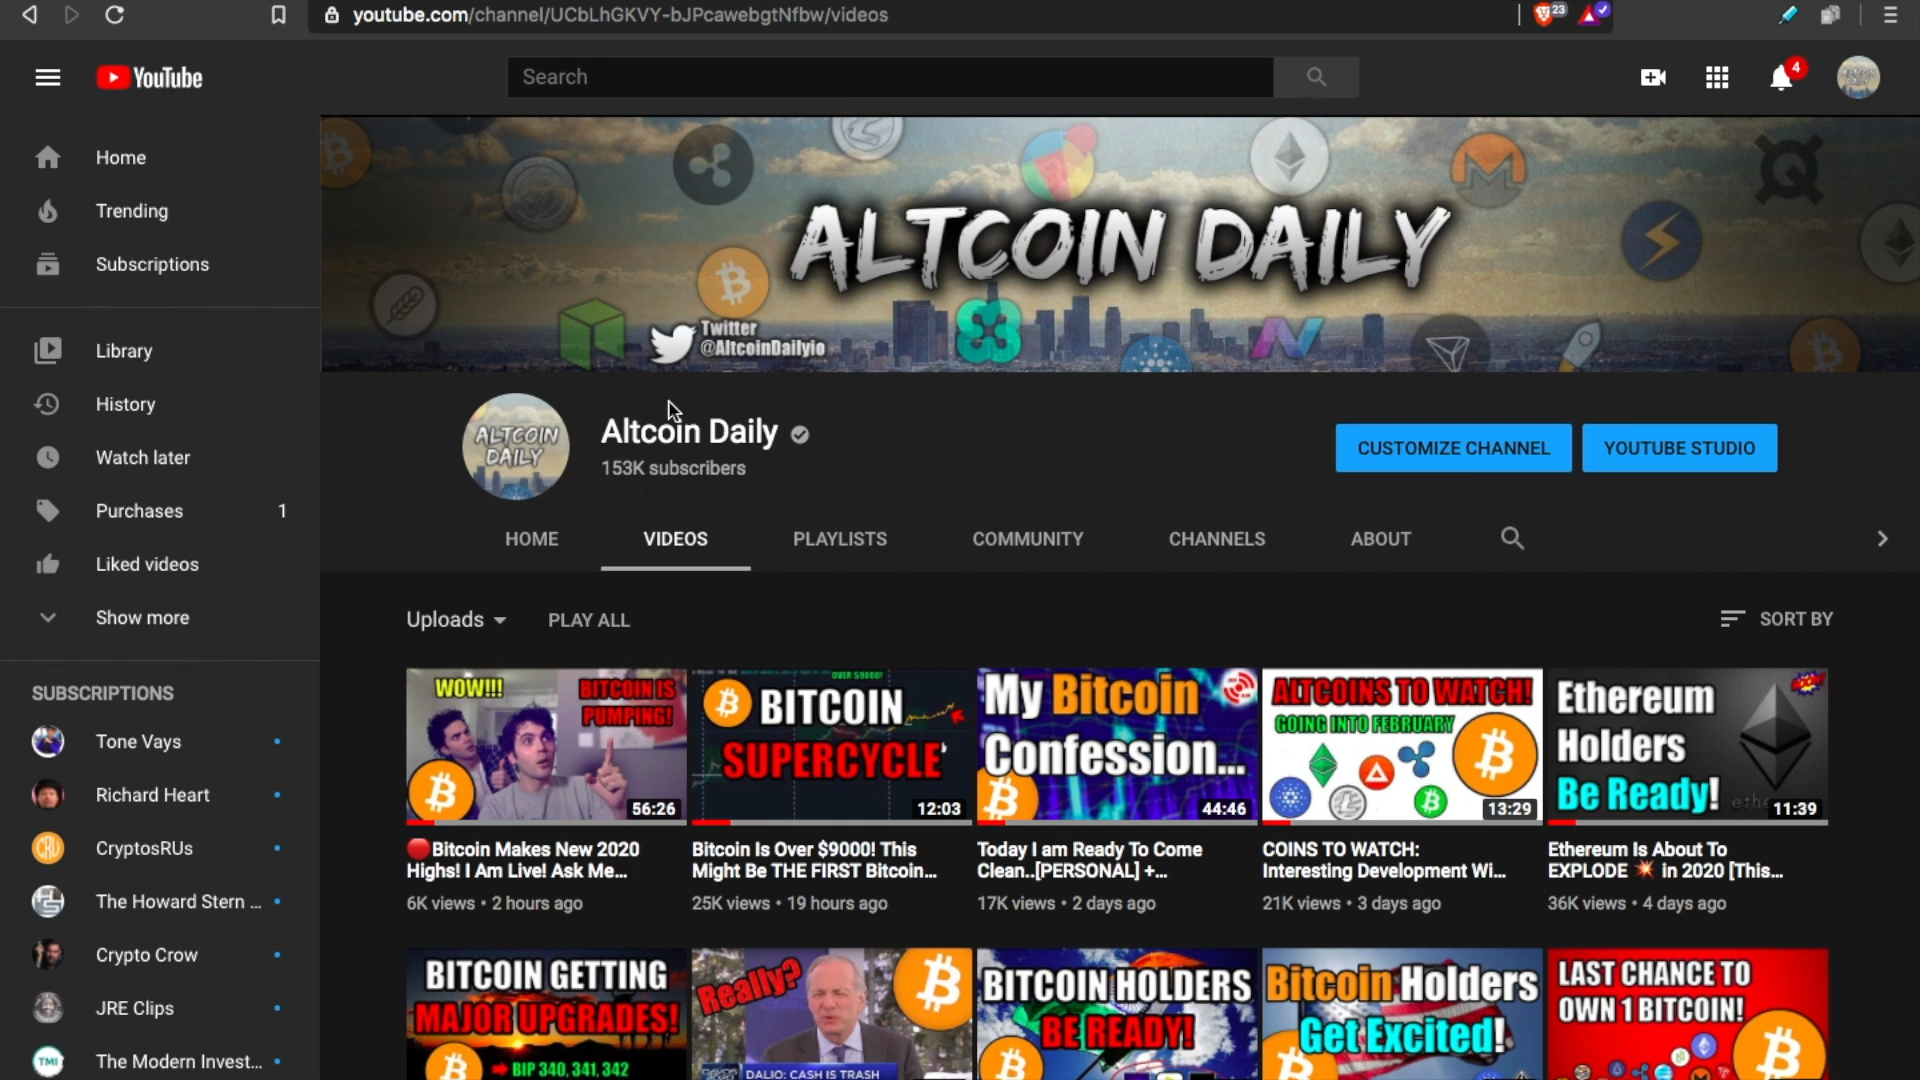 youtube.com/channel/UCbLhGKVY-bJPcawebgtNfbw/videos
23
YouTube
Search
4
Home
Trending
Subscriptions
Library
History
Watch later
Purchases 1
Liked videos
Show more
SUBSCRIPTIONS
Tone Vays
Richard Heart
CryptosRUs
The Howard Stern ...
Crypto Crow
JRE Clips
TMI
The Modern Invest...
ALTCOIN DAILY
Twitter
@AltcoinDailyio
ALTCOIN
DAILY
Altcoin Daily
153K subscribers
CUSTOMIZE CHANNEL
YOUTUBE STUDIO
HOME
VIDEOS
PLAYLISTS
COMMUNITY
CHANNELS
ABOUT
Uploads
PLAY ALL
SORT BY
WOW!!!
BITCOIN IS
PUMPING!
56:26
🔴Bitcoin Makes New 2020
Highs! I Am Live! Ask Me...
6K views • 2 hours ago
OVER $9000!
BITCOIN
SUPERCYCLE'
12:03
Bitcoin Is Over $9000! This
Might Be THE FIRST Bitcoin...
25K views • 19 hours ago
My Bitcoin
Confession...
44:46
Today I am Ready To Come
Clean..[PERSONAL] +...
17K views • 2 days ago
ALTCOINS TO WATCH!
GOING INTO FEBRUARY
13:29
COINS TO WATCH:
Interesting Development Wi...
21K views • 3 days ago
Ethereum
Holders
Be Ready!
11:39
Ethereum Is About To
EXPLODE 💥 in 2020 [This...
36K views • 4 days ago
BITCOIN GETTING
MAJOR UPGRADES!
BIP 340, 341, 342
Really?
DALIO: CASH IS TRASH
BITCOIN HOLDERS
BE READY!
Bitcoin Holders
Get Excited!
LAST CHANCE TO
OWN 1 BITCOIN!